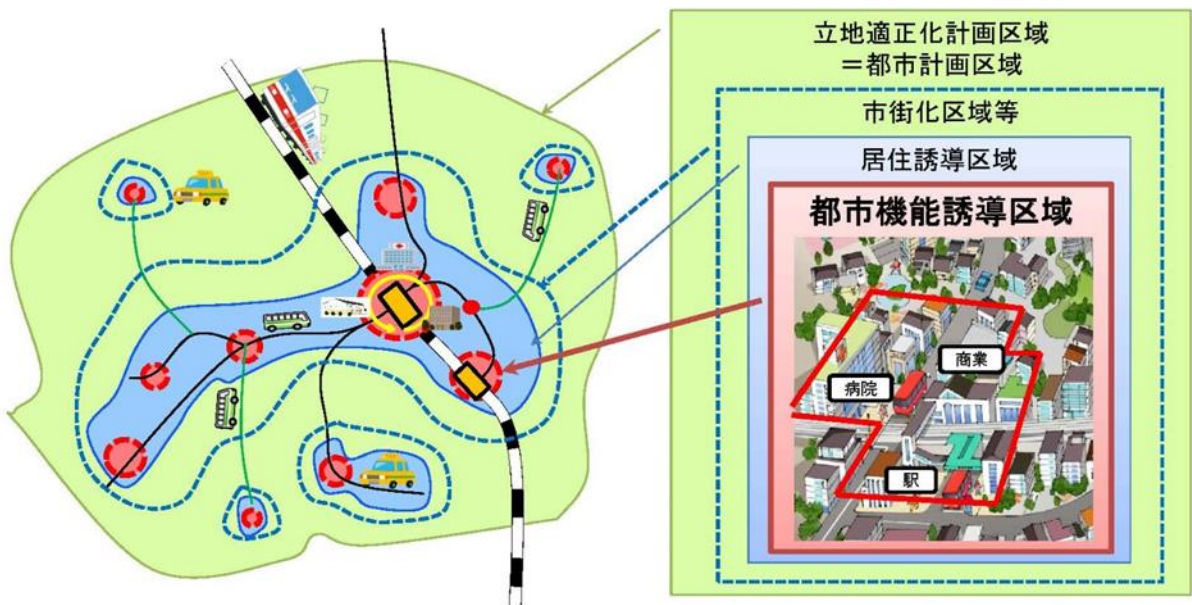 立地適正化計画区域
＝都市計画区域
市街化区域等
居住誘導区域
都市機能誘導区域
商業
病院
駅